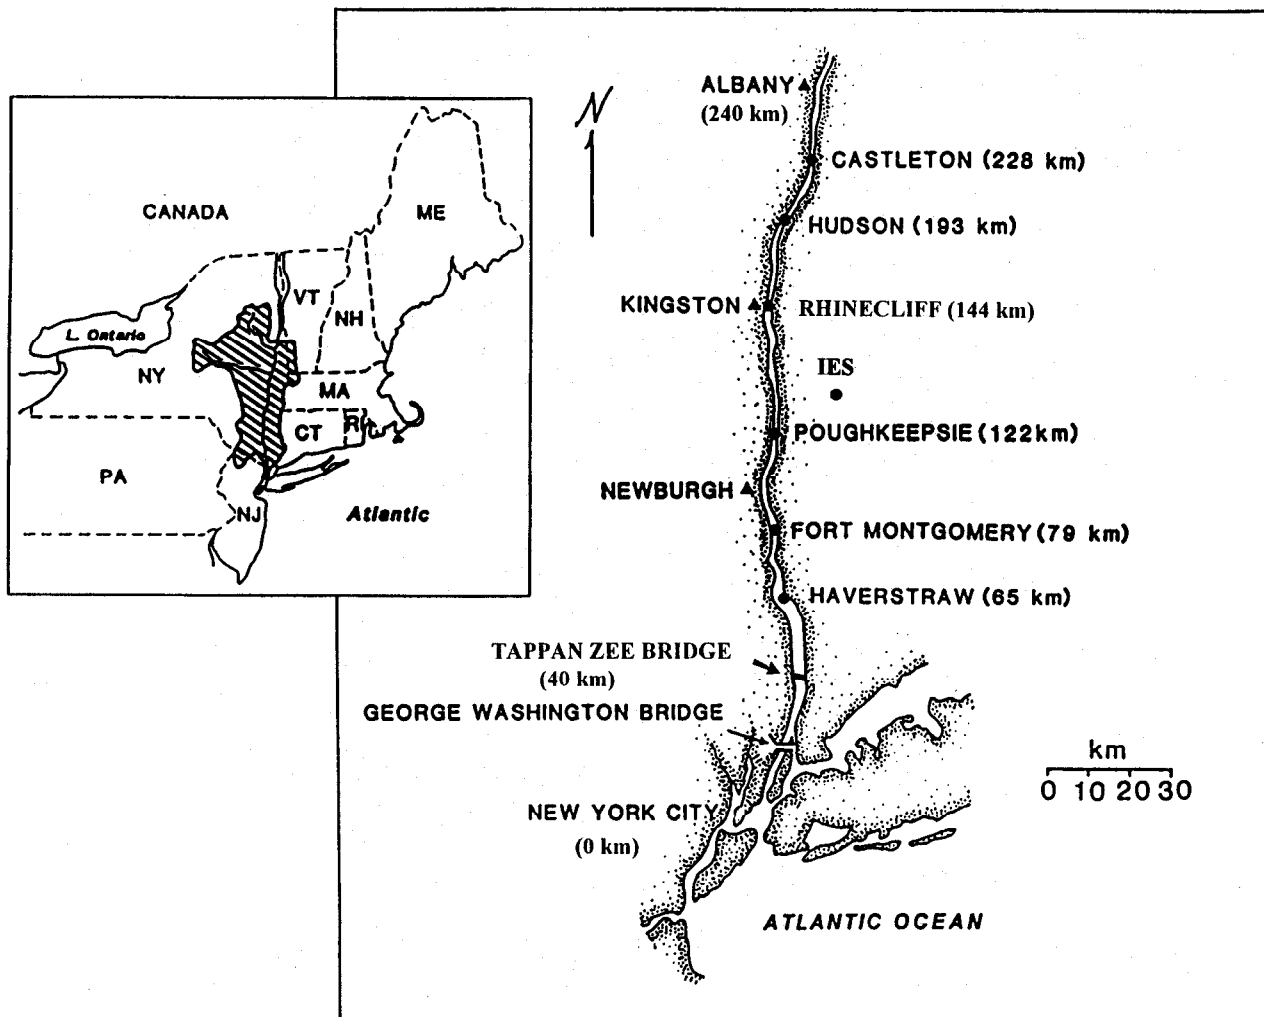 CANADA
ME
VT
NH
L. Ontario
NY
MA
CT
R
PA
NJ
Atlantic
N
ALBANY
(240 km)
CASTLETON (228 km)
HUDSON (193 km)
KINGSTON
RHINECLIFF (144 km)
IES
POUGHKEEPSIE (122km)
NEWBURGH
FORT MONTGOMERY (79 km)
HAVERSTRAW (65 km)
TAPPAN ZEE BRIDGE
(40 km)
GEORGE WASHINGTON BRIDGE
km
0 10 20 30
NEW YORK CITY
(0 km)
ATLANTIC OCEAN